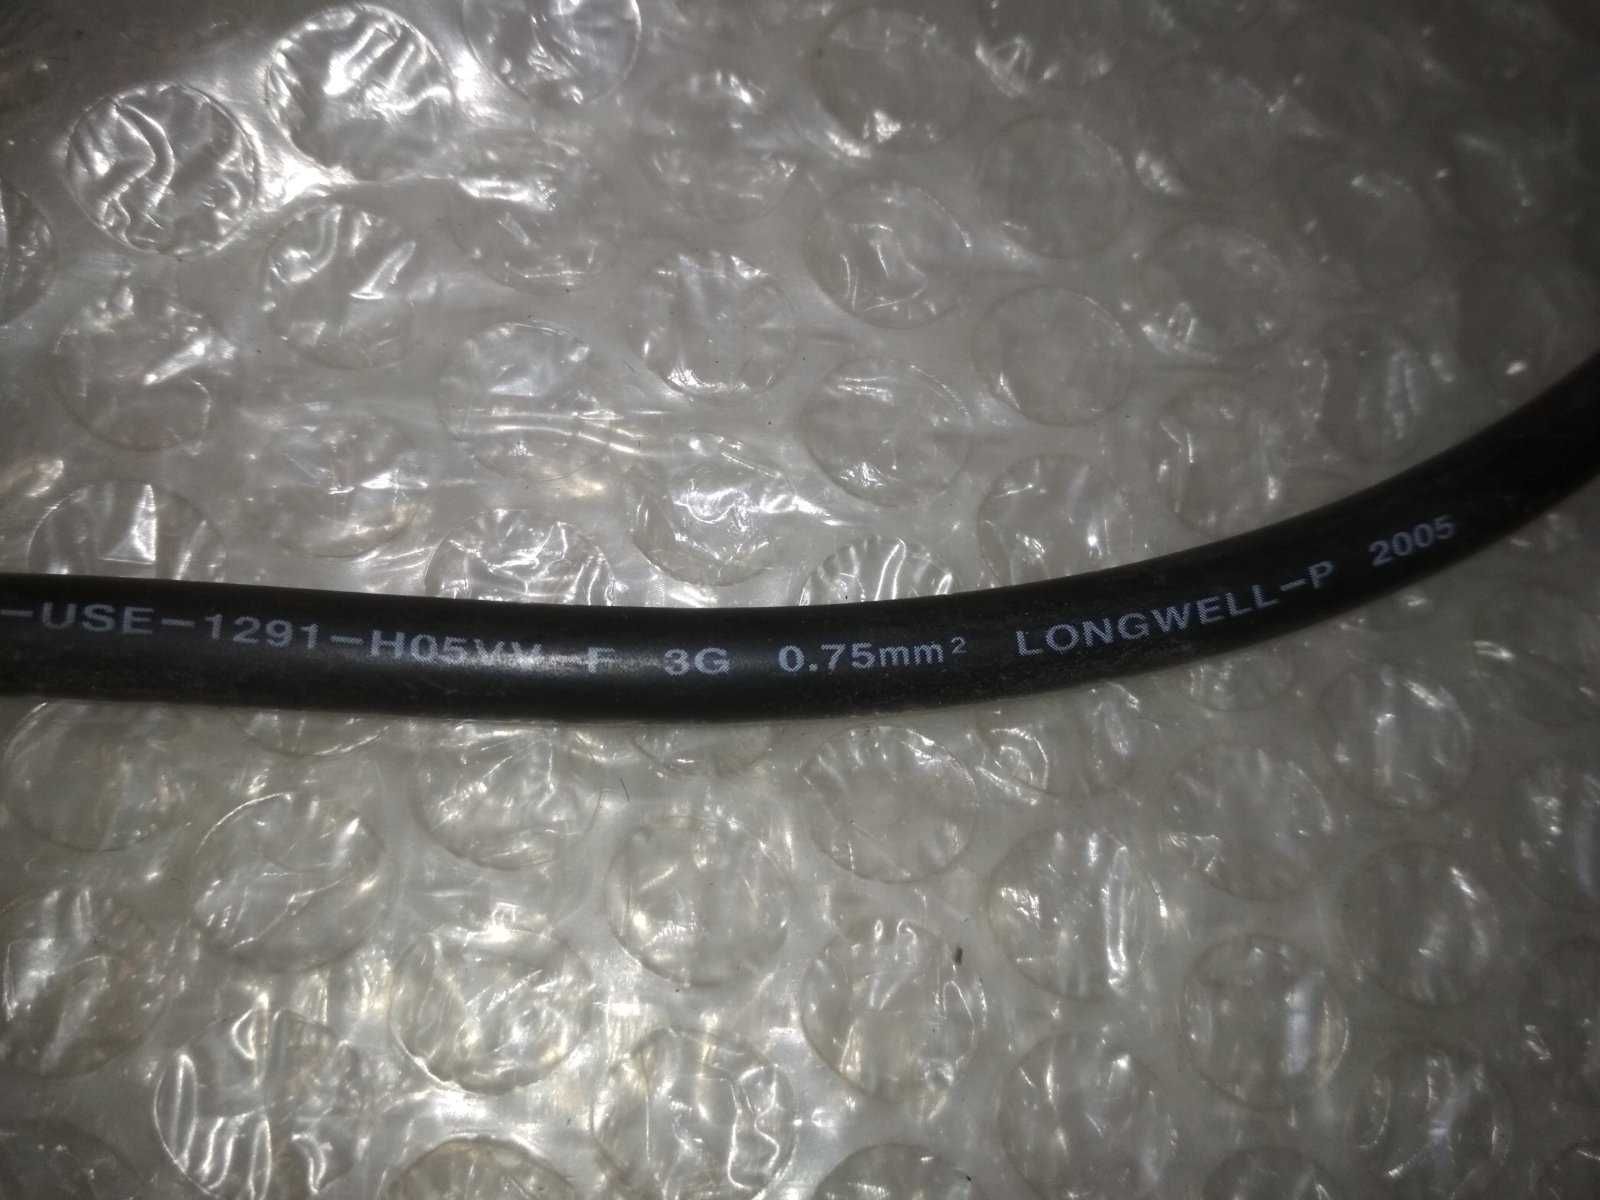 -USE-1291-H05VV-F 3G 0.75mm² LONGWELL-P 2005